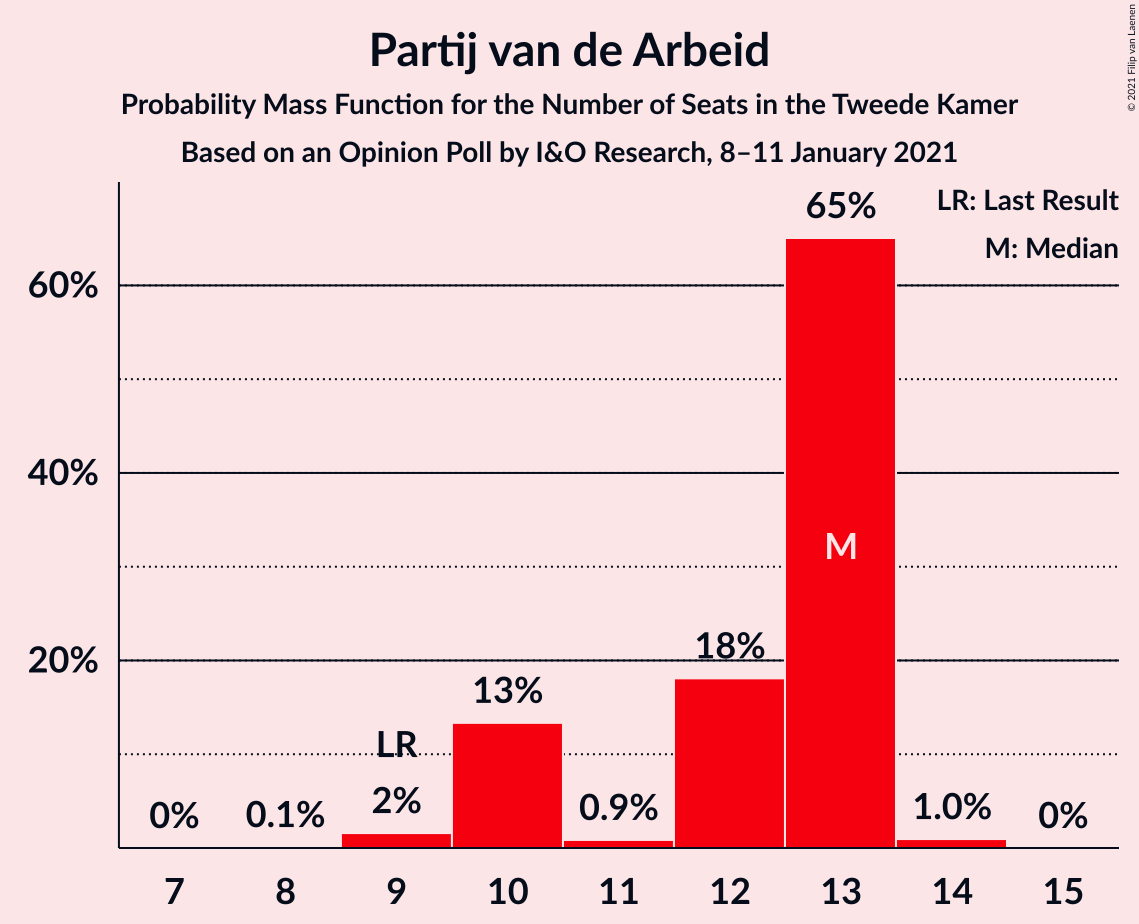 Partij van de Arbeid
Probability Mass Function for the Number of Seats in the Tweede Kamer
Based on an Opinion Poll by I&O Research, 8–11 January 2021
© 2021 Filip van Laenen
LR: Last Result
M: Median
65%
60%
40%
M
18%
20%
13%
LR
2%
0%
0.1%
0.9%
1.0%
0%
7 8 9 10 11 12 13 14 15